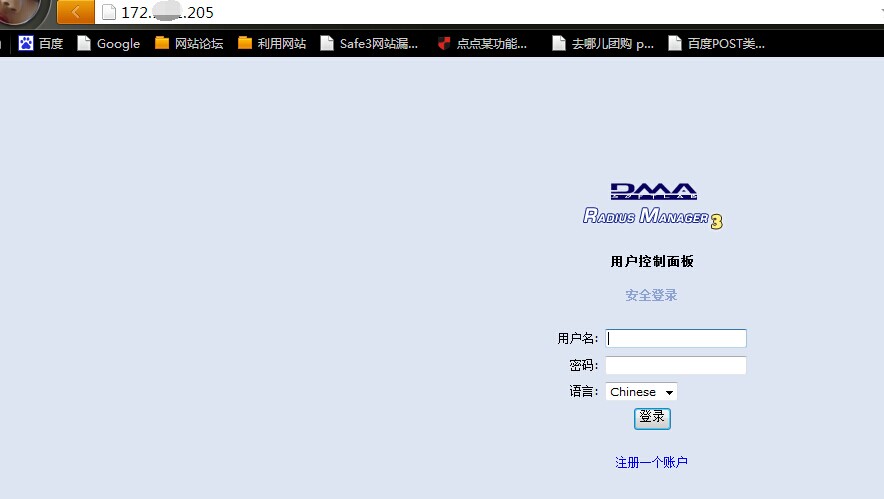 172. .205
百度 Google 网站论坛 利用网站 Safe3网站漏... 点点某功能... 去哪儿团购 p... 百度POST类...
DMA
SOFTLAB
RADIUS MANAGER 3
用户控制面板
安全登录
用户名:
密码:
语言: Chinese
登录
注册一个账户